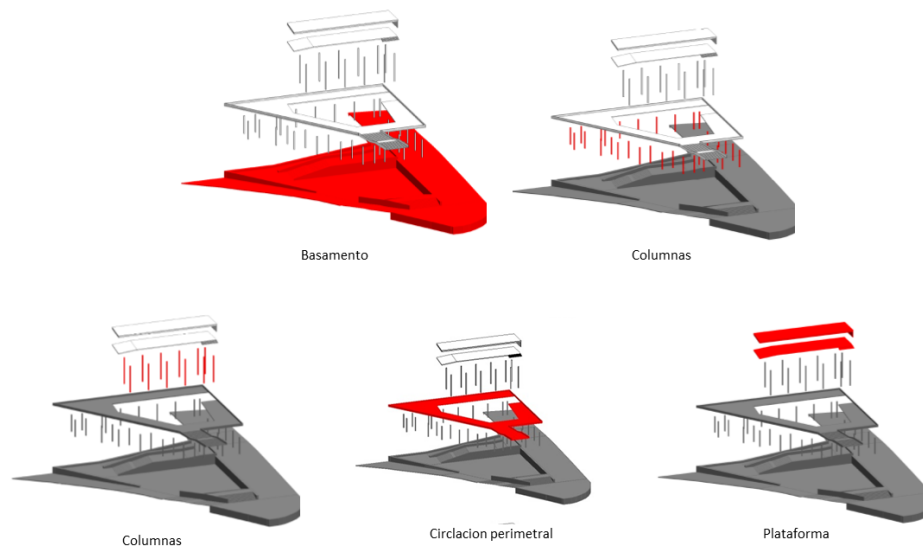 Basamento
Columnas
Columnas
Circlacion perimetral
Plataforma